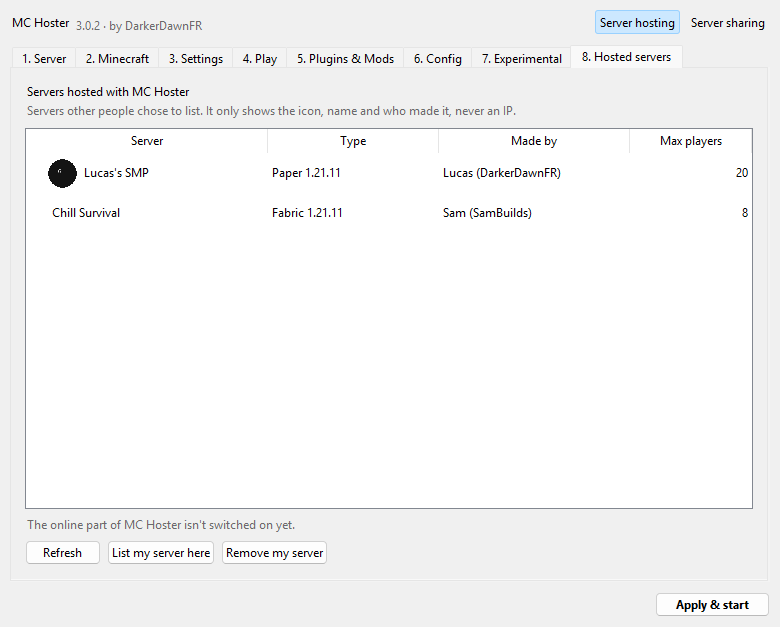 MC Hoster 3.0.2 · by DarkerDawnFR Server hosting Server sharing
1. Server 2. Minecraft 3. Settings 4. Play 5. Plugins & Mods 6. Config 7. Experimental 8. Hosted servers
Servers hosted with MC Hoster
Servers other people chose to list. It only shows the icon, name and who made it, never an IP.
Server Type Made by Max players
Lucas's SMP Paper 1.21.11 Lucas (DarkerDawnFR) 20
Chill Survival Fabric 1.21.11 Sam (SamBuilds) 8
The online part of MC Hoster isn't switched on yet.
Refresh List my server here Remove my server
Apply & start